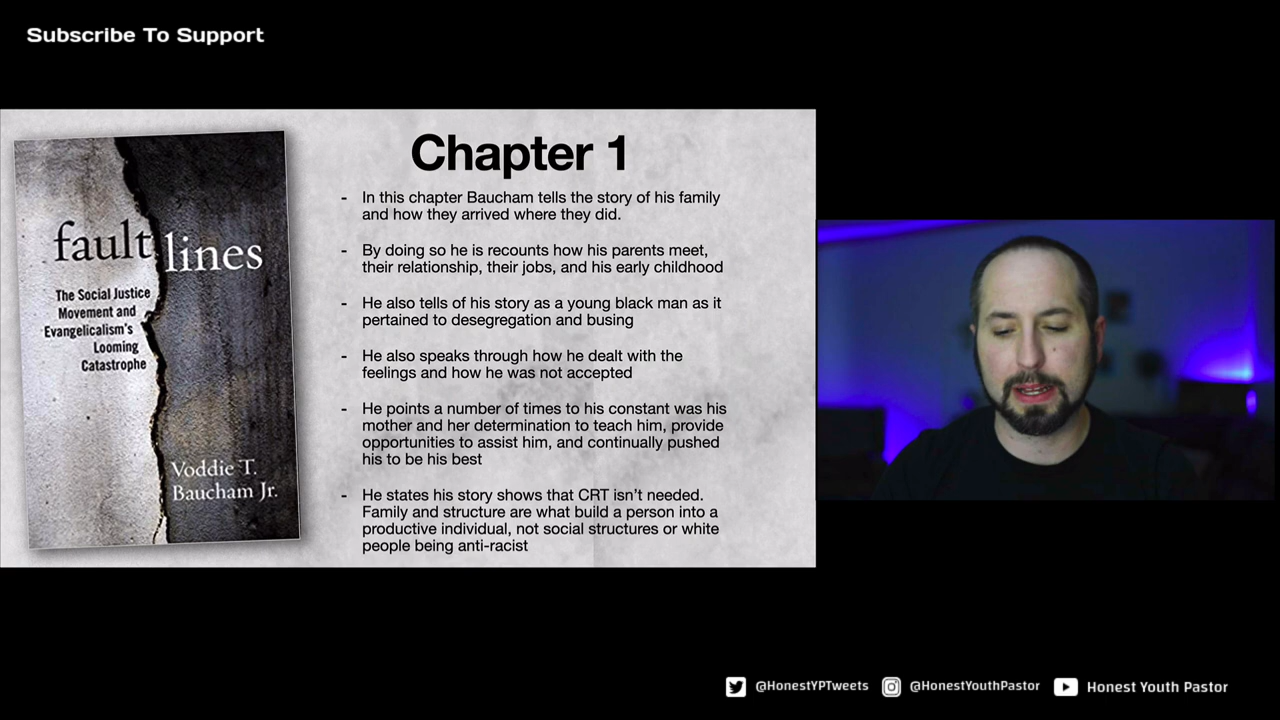 Subscribe To Support
fault lines
The Social Justice
Movement and
Evangelicalism's
Looming
Catastrophe
Voddie T.
Baucham Jr.
Chapter 1
- In this chapter Baucham tells the story of his family
and how they arrived where they did.
- By doing so he is recounts how his parents meet,
their relationship, their jobs, and his early childhood
- He also tells of his story as a young black man as it
pertained to desegregation and busing
- He also speaks through how he dealt with the
feelings and how he was not accepted
- He points a number of times to his constant was his
mother and her determination to teach him, provide
opportunities to assist him, and continually pushed
his to be his best
- He states his story shows that CRT isn't needed.
Family and structure are what build a person into a
productive individual, not social structures or white
people being anti-racist
@HonestYPTweets @HonestYouthPastor Honest Youth Pastor